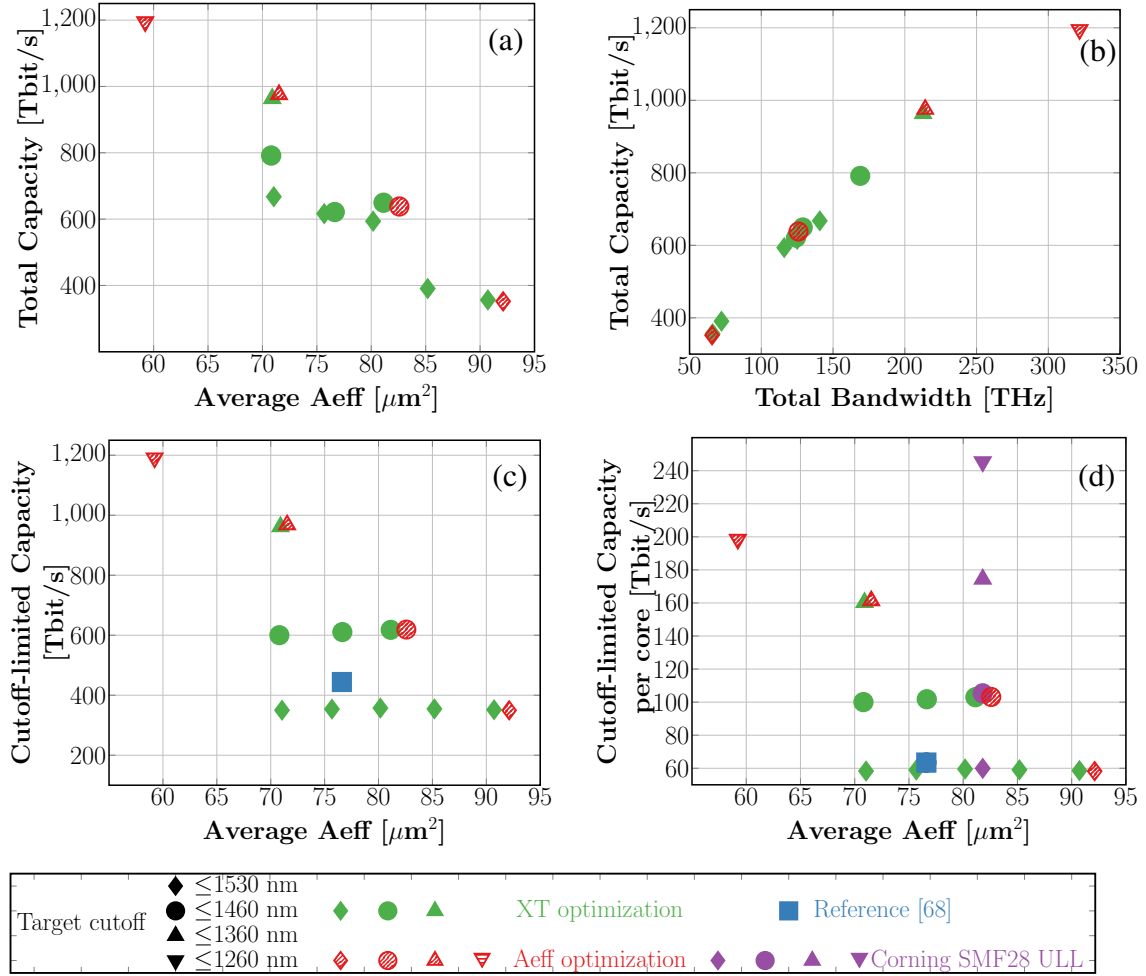 (a)
1,200
1,000
800
600
400
60 65 70 75 80 85 90 95
Total Capacity [Tbit/s]
Average Aeff [μm²]
(b)
1,200
1,000
800
600
400
50 100 150 200 250 300 350
Total Capacity [Tbit/s]
Total Bandwidth [THz]
(c)
1,200
1,000
800
600
400
200
60 65 70 75 80 85 90 95
Cutoff-limited Capacity
[Tbit/s]
Average Aeff [μm²]
(d)
240
220
200
180
160
140
120
100
80
60
60 65 70 75 80 85 90 95
Cutoff-limited Capacity
per core [Tbit/s]
Average Aeff [μm²]
Target cutoff
≤1530 nm
≤1460 nm
≤1360 nm
≤1260 nm
XT optimization
Reference [68]
Aeff optimization
Corning SMF28 ULL